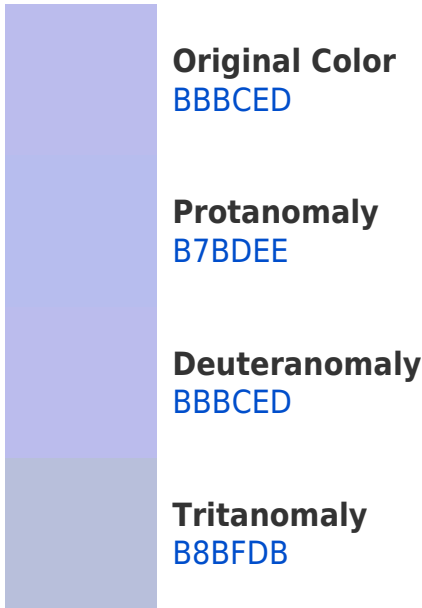 Original Color
BBBCED
Protanomaly
B7BDEE
Deuteranomaly
BBBCED
Tritanomaly
B8BFDB